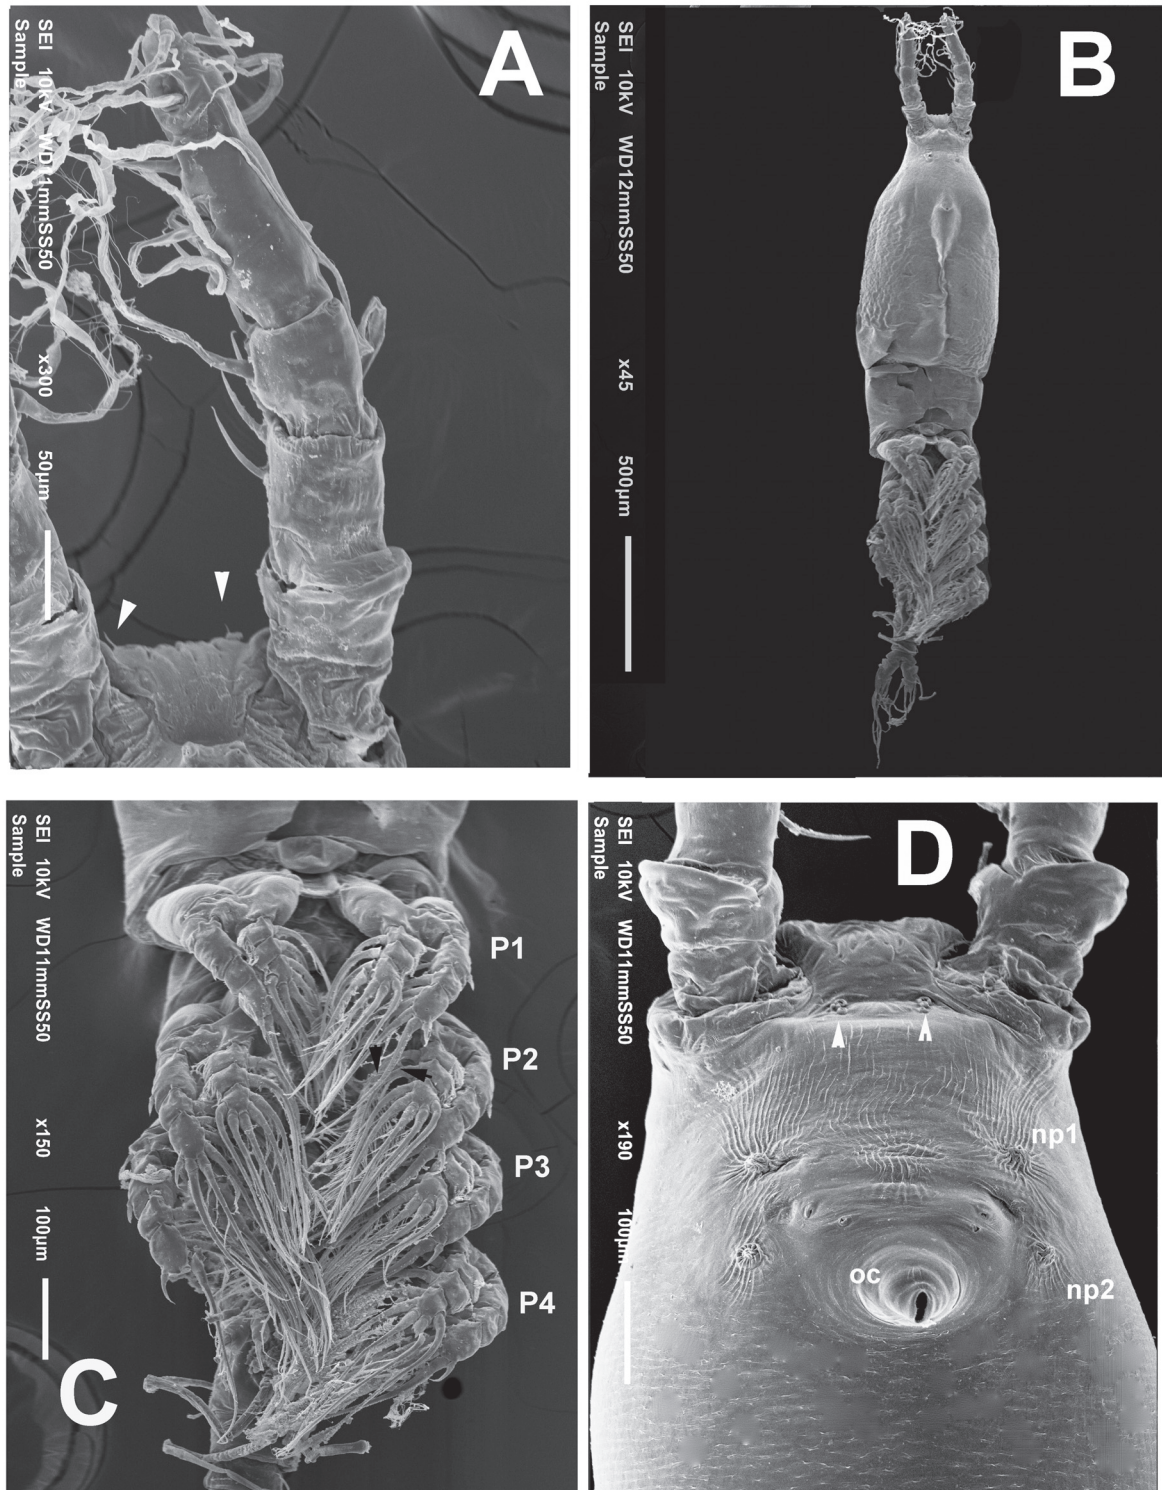 A
SEI 10kV WD11mmSS50 x300 50µm
Sample
B
SEI 10kV WD12mmSS50 x45 500µm
Sample
C
SEI 10kV WD11mmSS50 x150 100µm
Sample
P1
P2
P3
P4
D
SEI 10kV WD11mmSS50 x190 100µm
Sample
np1
oc
np2